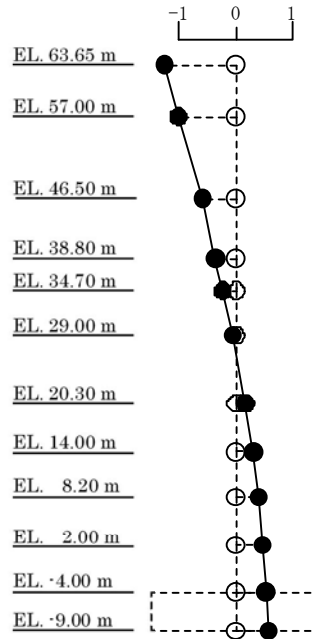 -1 0 1
EL. 63.65 m
EL. 57.00 m
EL. 46.50 m
EL. 38.80 m
EL. 34.70 m
EL. 29.00 m
EL. 20.30 m
EL. 14.00 m
EL. 8.20 m
EL. 2.00 m
EL. -4.00 m
EL. -9.00 m